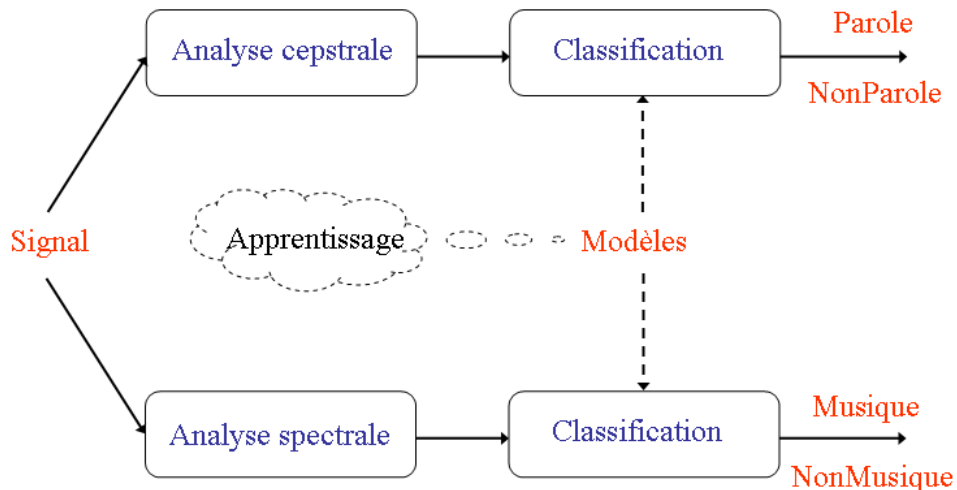 Parole
Analyse cepstrale
Classification
NonParole
Signal
Apprentissage
Modèles
Musique
Analyse spectrale
Classification
NonMusique